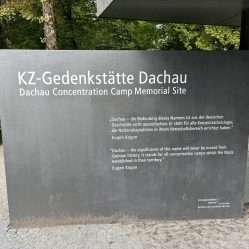 KZ-Gedenkstätte Dachau
Dachau Concentration Camp Memorial Site
„Dachau – die Bedeutung dieses Namens ist aus der deutschen
Geschichte nicht auszulöschen. Er steht für alle Konzentrationslager,
die Nationalsozialisten in ihrem Herrschaftsbereich errichtet haben.“
Eugen Kogon
"Dachau – the significance of this name will never be erased from
German history. It stands for all concentration camps which the Nazis
established in their territory."
Eugen Kogon